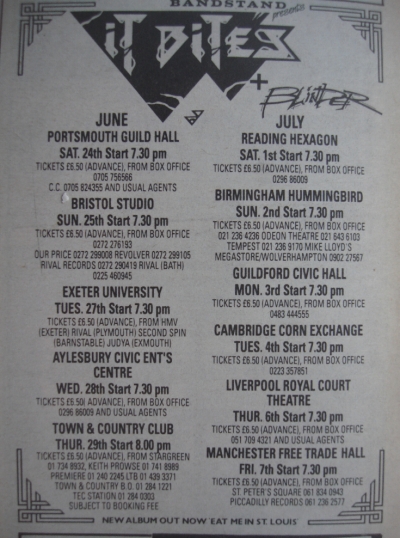 BANDSTAND presents
iT BiTES
+ BLINDER
JUNE
PORTSMOUTH GUILD HALL
SAT. 24th Start 7.30 pm
TICKETS £6.50 (ADVANCE), FROM BOX OFFICE
0705 756566
C.C. 0705 824355 AND USUAL AGENTS
BRISTOL STUDIO
SUN. 25th Start 7.30 pm
TICKETS £6.50 (ADVANCE), FROM BOX OFFICE
0272 276193
OUR PRICE 0272 299008 REVOLVER 0272 299105
RIVAL RECORDS 0272 290419 RIVAL (BATH)
0225 460945
EXETER UNIVERSITY
TUES. 27th Start 7.30 pm
TICKETS £6.50 (ADVANCE), FROM HMV
(EXETER) RIVAL (PLYMOUTH) SECOND SPIN
(BARNSTABLE) JUDYA (EXMOUTH)
AYLESBURY CIVIC ENT'S
CENTRE
WED. 28th Start 7.30 pm
TICKETS £6.50( ADVANCE), FROM BOX OFFICE
0296 86009 AND USUAL AGENTS
TOWN & COUNTRY CLUB
THUR. 29th Start 8.00 pm
TICKETS £6.50 (ADVANCE) FROM STARGREEN
01 734 8932, KEITH PROWSE 01 741 8989
PREMIERE 01 240 2245 LTB 01 439 3371
TOWN & COUNTRY B.O. 01 284 1221
TEC STATION 01 284 0303
SUBJECT TO BOOKING FEE
JULY
READING HEXAGON
SAT. 1st Start 7.30 pm
TICKETS £6.50 (ADVANCE), FROM BOX OFFICE
0296 86009
BIRMINGHAM HUMMINGBIRD
SUN. 2nd Start 7.30 pm
TICKETS £6.50 (ADVANCE), FROM BOX OFFICE
021 236 4236 ODEON THEATRE 021 643 6103
TEMPEST 021 236 9170 MIKE LLOYD'S
MEGASTORE/WOLVERHAMPTON 0902 27567
GUILDFORD CIVIC HALL
MON. 3rd Start 7.30 pm
TICKETS £6.50 (ADVANCE), FROM BOX OFFICE
0483 444555
CAMBRIDGE CORN EXCHANGE
TUES. 4th Start 7.30 pm
TICKETS £6.50 (ADVANCE), FROM BOX OFFICE
0223 357851
LIVERPOOL ROYAL COURT
THEATRE
THUR. 6th Start 7.30 pm
TICKETS £6.50(ADVANCE), FROM BOX OFFICE
051 709 4321 AND USUAL AGENTS
MANCHESTER FREE TRADE HALL
FRI. 7th Start 7.30 pm
TICKETS £6.50 (ADVANCE) FROM BOX OFFICE
ST. PETER'S SQUARE 061 834 0943
PICCADILLY RECORDS 061 236 2577
NEW ALBUM OUT NOW 'EAT ME IN ST. LOUIS'